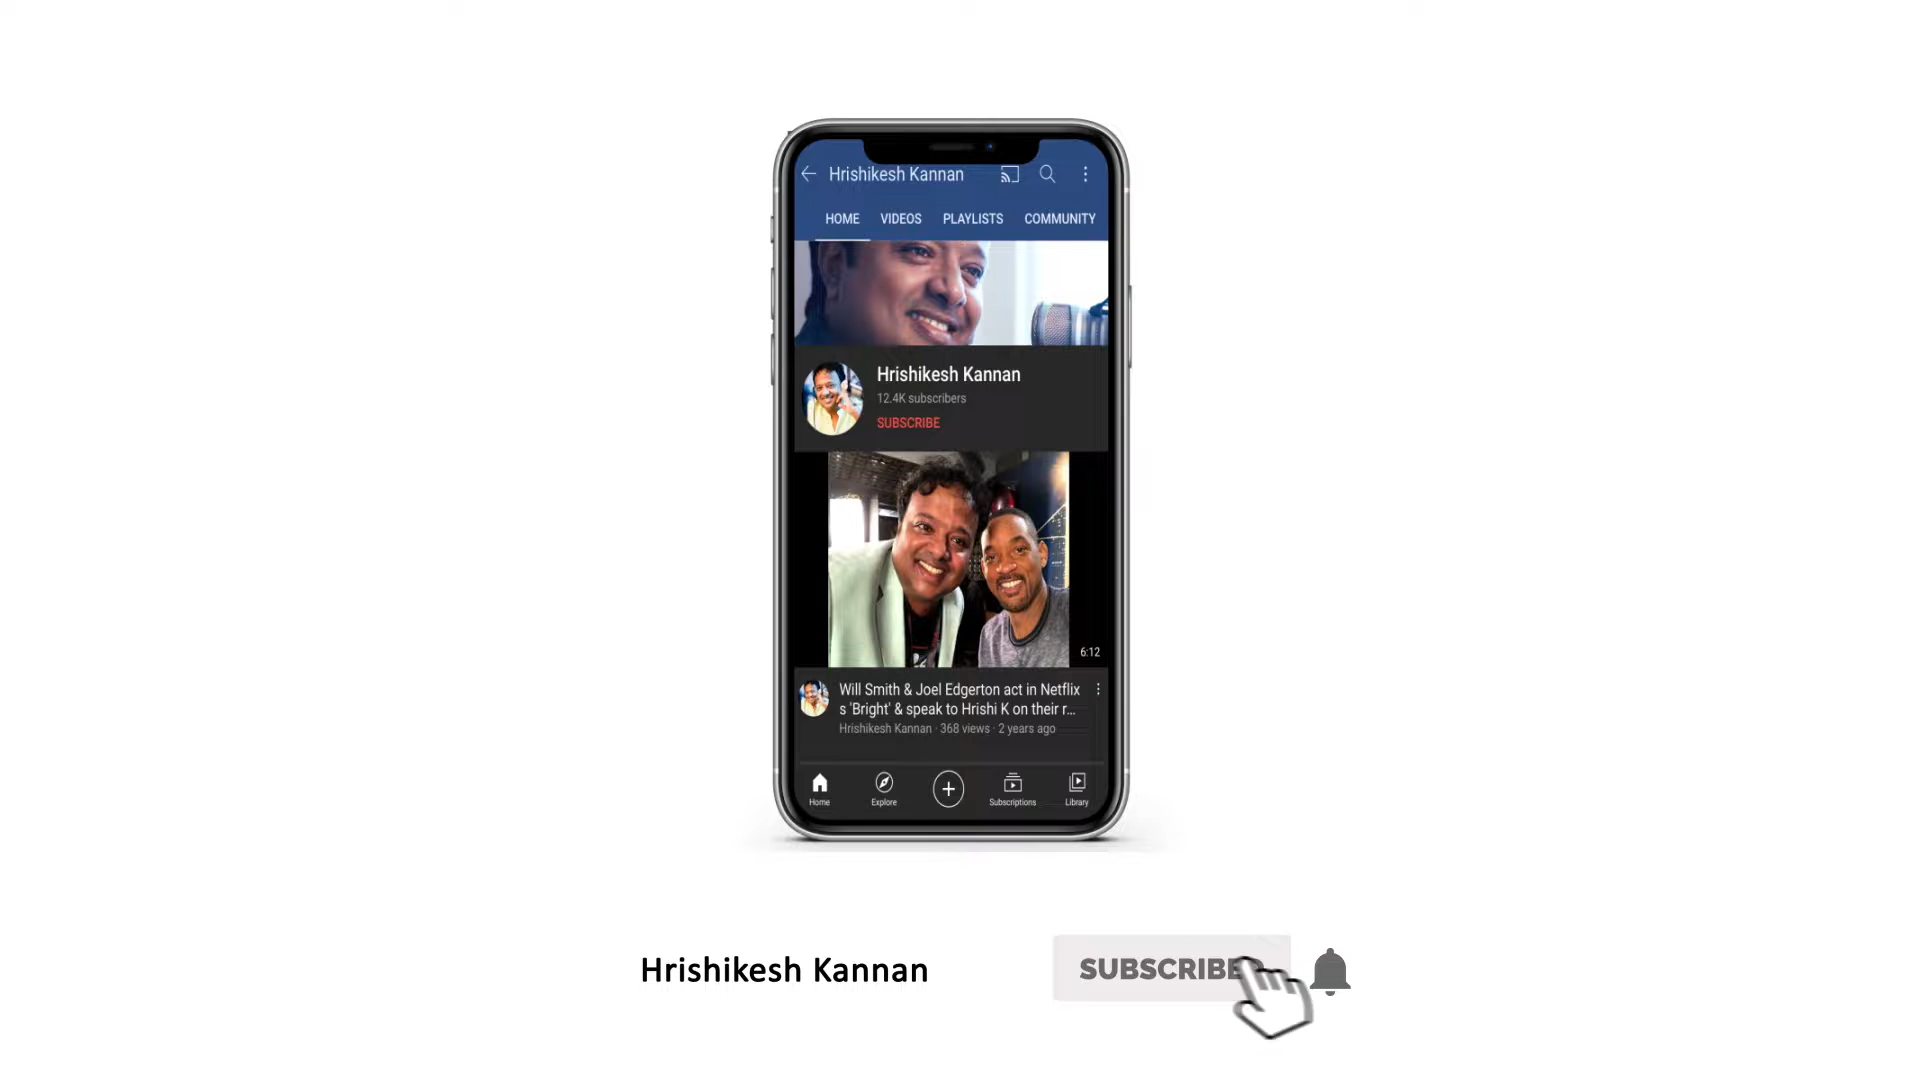 Hrishikesh Kannan
HOME VIDEOS PLAYLISTS COMMUNITY
Hrishikesh Kannan
12.4K subscribers
SUBSCRIBE
6:12
Will Smith & Joel Edgerton act in Netflix
s 'Bright' & speak to Hrishi K on their r...
Hrishikesh Kannan · 368 views · 2 years ago
Home Explore Subscriptions Library
Hrishikesh Kannan SUBSCRIBE